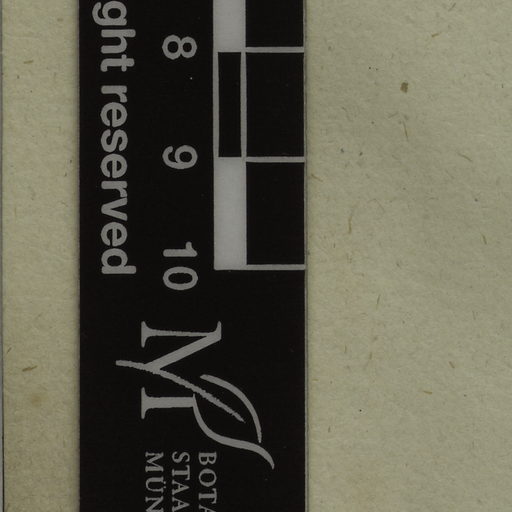 ght reserved
8
9
10
M
BOTA
STAA
MÜN